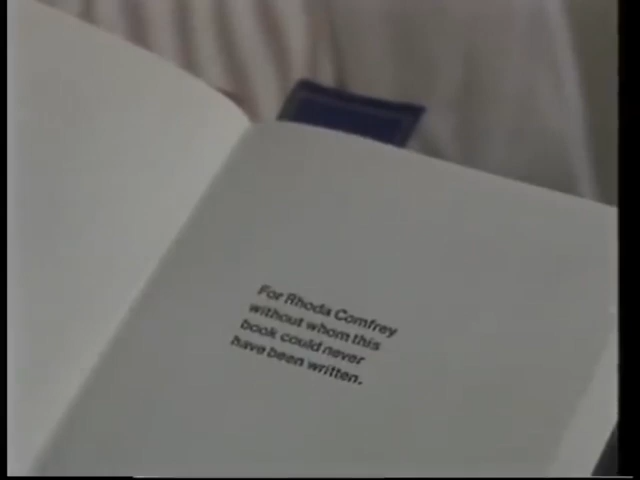 For Rhoda Comfrey
without whom this
book could never
have been written.